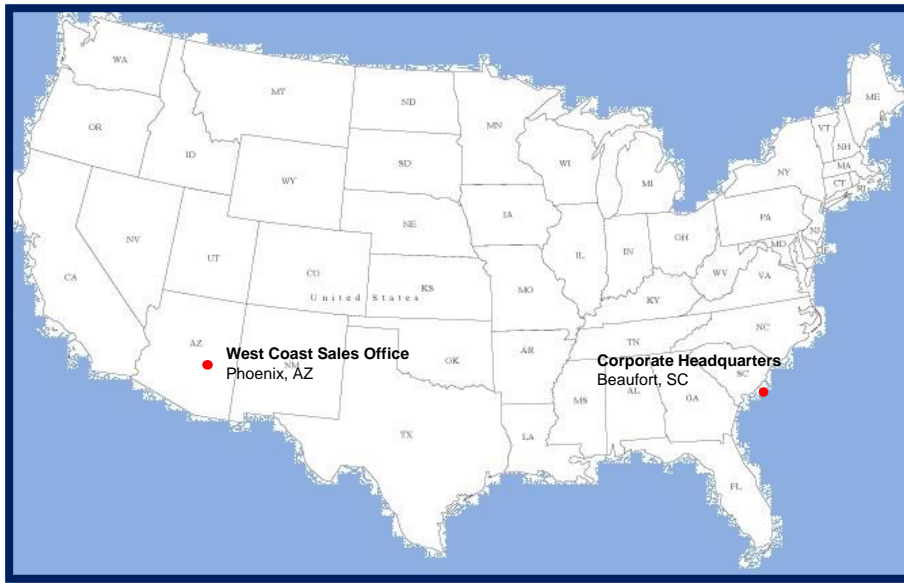 WA
MT
ND
MN
ME
OR
ID
SD
WI
VT
NH
WY
MI
NY
MA
CT
RI
IA
NE
PA
NV
UT
IL
IN
OH
NJ
MD
DE
CA
CO
KS
MO
WV
VA
United States
KY
AZ
West Coast Sales Office
Phoenix, AZ
NM
OK
AR
TN
NC
Corporate Headquarters
Beaufort, SC
SC
MS
AL
GA
TX
LA
FL